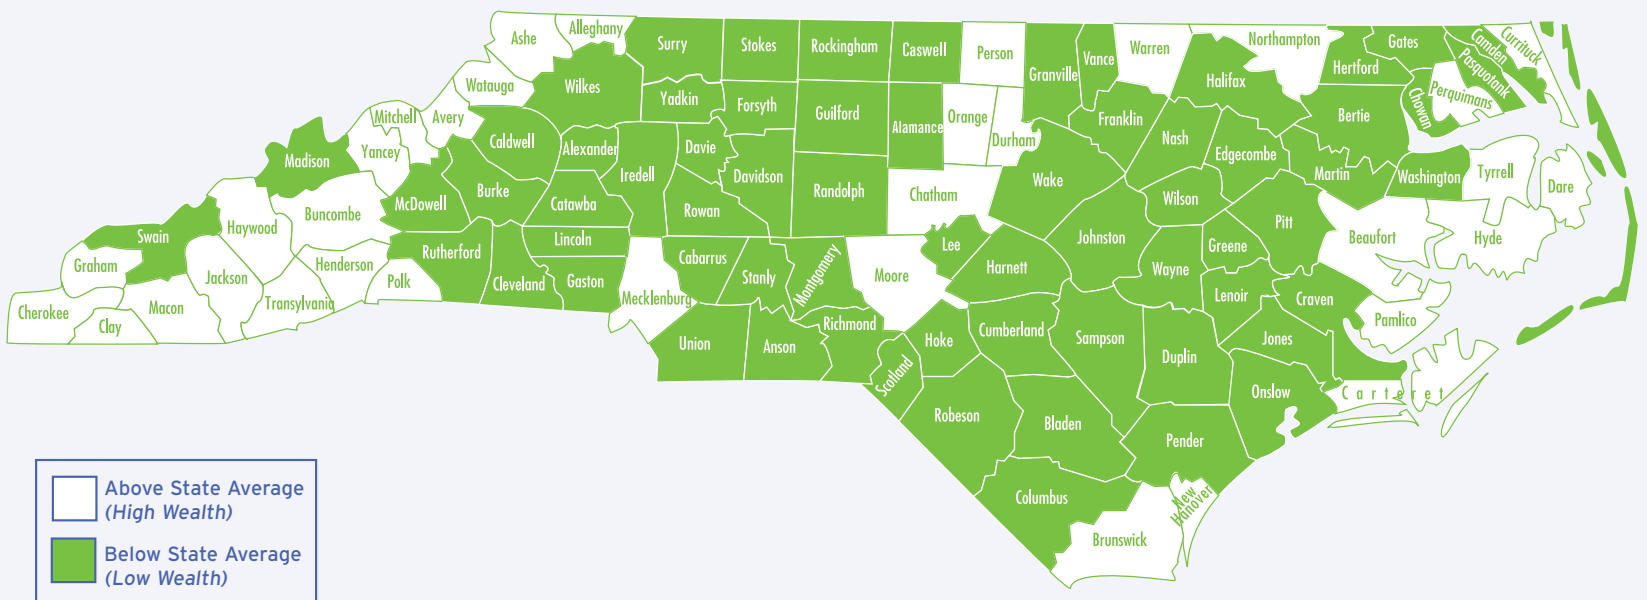 Ashe
Alleghany
Surry
Stokes
Rockingham
Caswell
Person
Granville
Vance
Warren
Northampton
Gates
Camden
Currituck
Pasquotank
Hertford
Halifax
Perquimans
Chowan
Bertie
Watauga
Wilkes
Yadkin
Forsyth
Guilford
Alamance
Orange
Durham
Franklin
Nash
Edgecombe
Martin
Washington
Tyrrell
Dare
Mitchell
Avery
Caldwell
Alexander
Davie
Davidson
Iredell
Yancey
Madison
Burke
McDowell
Catawba
Rowan
Randolph
Chatham
Wake
Wilson
Pitt
Beaufort
Hyde
Swain
Haywood
Buncombe
Rutherford
Lincoln
Cabarrus
Stanly
Montgomery
Moore
Lee
Harnett
Johnston
Wayne
Greene
Lenoir
Craven
Pamlico
Graham
Jackson
Henderson
Polk
Cleveland
Gaston
Mecklenburg
Cherokee
Clay
Macon
Transylvania
Union
Anson
Richmond
Scotland
Hoke
Cumberland
Sampson
Duplin
Jones
Onslow
Carteret
Robeson
Bladen
Pender
Columbus
New
Hanover
Brunswick
Above State Average
(High Wealth)
Below State Average
(Low Wealth)